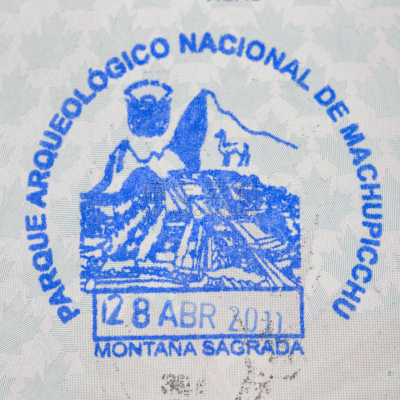 PARQUE ARQUEOLÓGICO NACIONAL DE MACHUPICCHU
28 ABR 2011
MONTAÑA SAGRADA